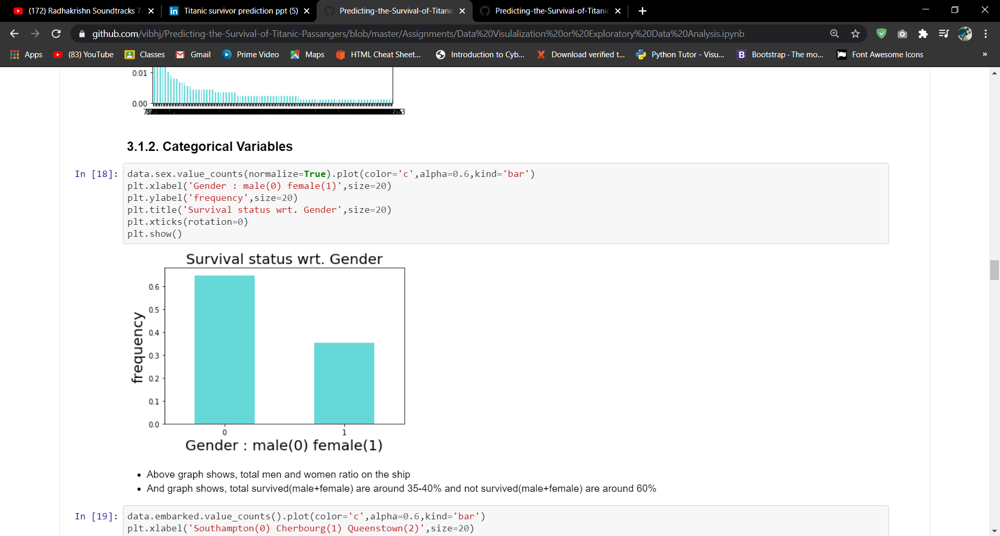 (172) Radhakrishn Soundtracks 7
Titanic survivor prediction ppt (5)
Predicting-the-Survival-of-Titanic
Predicting-the-Survival-of-Titanic
github.com/vibhj/Predicting-the-Survival-of-Titanic-Passangers/blob/master/Assignments/Data%20Visulalization%20or%20Exploratory%20Data%20Analysis.ipynb
Apps
(83) YouTube
Classes
Gmail
Prime Video
Maps
HTML Cheat Sheet...
Introduction to Cyb...
Download verified t...
Python Tutor - Visu...
Bootstrap · The mo...
Font Awesome Icons
»
0.01
0.00
3.1.2. Categorical Variables
In [18]:
data.sex.value_counts(normalize=True).plot(color='c',alpha=0.6,kind='bar')
plt.xlabel('Gender : male(0) female(1)',size=20)
plt.ylabel('frequency',size=20)
plt.title('Survival status wrt. Gender',size=20)
plt.xticks(rotation=0)
plt.show()
Survival status wrt. Gender
frequency
0.6
0.5
0.4
0.3
0.2
0.1
0.0
0 1
Gender : male(0) female(1)
• Above graph shows, total men and women ratio on the ship
• And graph shows, total survived(male+female) are around 35-40% and not survived(male+female) are around 60%
In [19]:
data.embarked.value_counts().plot(color='c',alpha=0.6,kind='bar')
plt.xlabel('Southampton(0) Cherbourg(1) Queenstown(2)',size=20)